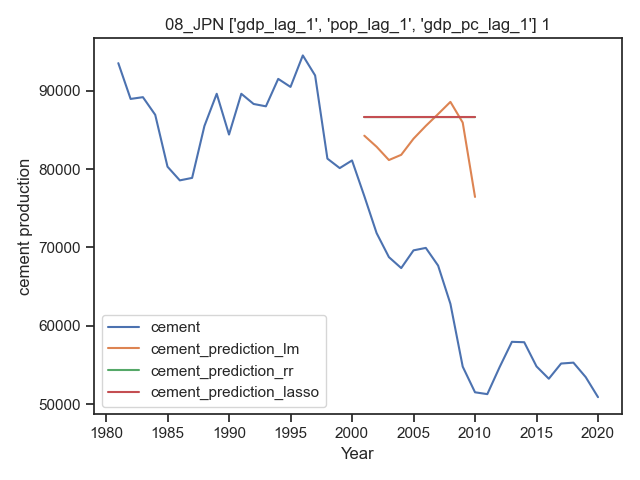 08_JPN ['gdp_lag_1', 'pop_lag_1', 'gdp_pc_lag_1'] 1
90000
80000
70000
60000
50000
cement production
cement
cement_prediction_lm
cement_prediction_rr
cement_prediction_lasso
1980 1985 1990 1995 2000 2005 2010 2015 2020
Year